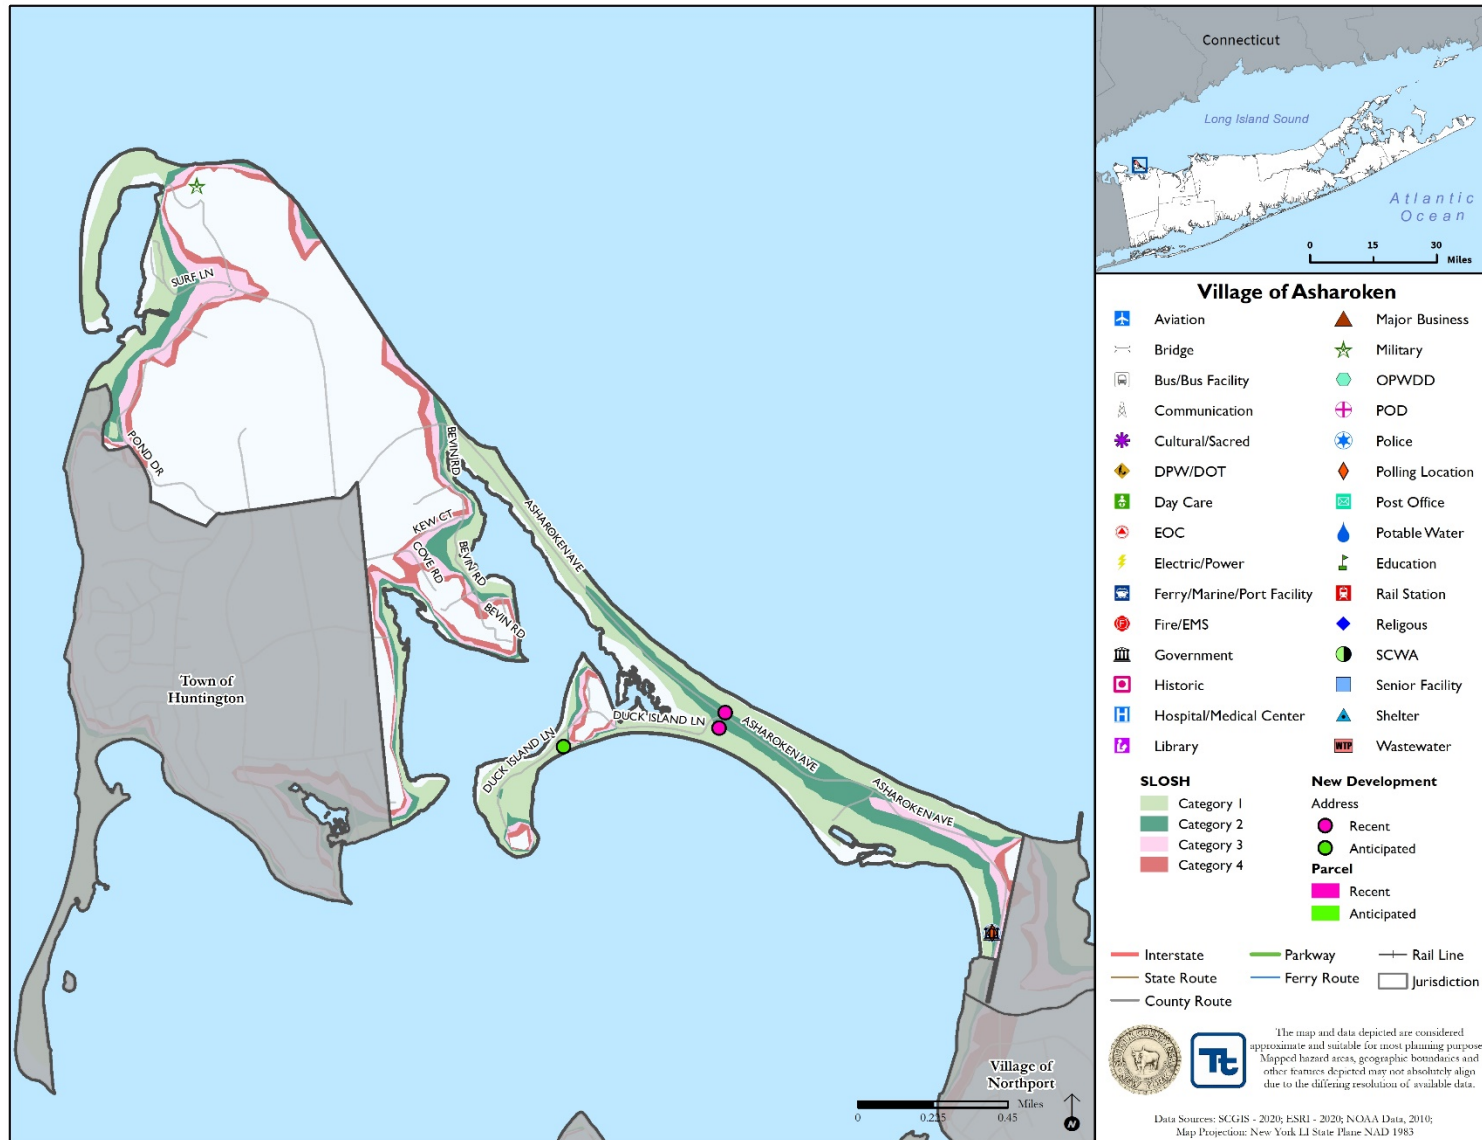 SURF LN
POND DR
BEVIN RD
ASHAROKEN AVE
KEW CT
COVE RD
BEVIN RD
BEVIN RD
Town of
Huntington
DUCK ISLAND LN
DUCK ISLAND LN
ASHAROKEN AVE
ASHAROKEN AVE
Village of
Northport
Miles
0 0.225 0.45
N
Connecticut
Long Island Sound
Atlantic
Ocean
0 15 30
Miles
Village of Asharoken
Aviation
Bridge
Bus/Bus Facility
Communication
Cultural/Sacred
DPW/DOT
Day Care
EOC
Electric/Power
Ferry/Marine/Port Facility
Fire/EMS
Government
Historic
Hospital/Medical Center
Library
Major Business
Military
OPWDD
POD
Police
Polling Location
Post Office
Potable Water
Education
Rail Station
Religous
SCWA
Senior Facility
Shelter
WTP Wastewater
SLOSH
Category 1
Category 2
Category 3
Category 4
New Development
Address
Recent
Anticipated
Parcel
Recent
Anticipated
Interstate
State Route
County Route
Parkway
Ferry Route
Rail Line
Jurisdiction
Tt
The map and data depicted are considered
approximate and suitable for most planning purpose
Mapped hazard areas, geographic boundaries and
other features depicted may not absolutely align
due to the differing resolution of available data.
Data Sources: SCGIS - 2020; ESRI - 2020; NOAA Data, 2010;
Map Projection: New York LI State Plane NAD 1983